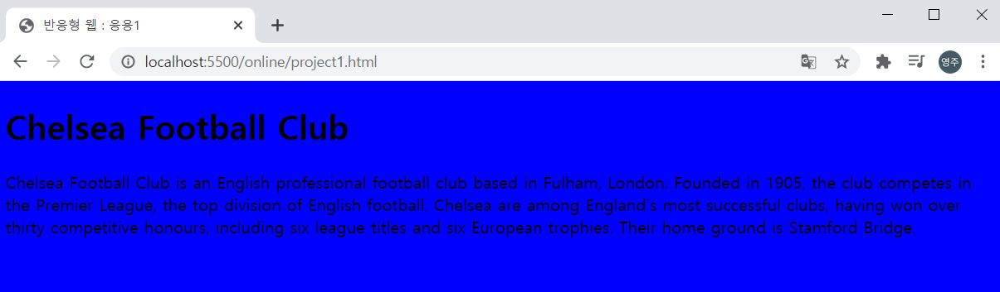 반응형 웹 : 응용1
localhost:5500/online/project1.html
영주
Chelsea Football Club
Chelsea Football Club is an English professional football club based in Fulham, London. Founded in 1905, the club competes in
the Premier League, the top division of English football. Chelsea are among England's most successful clubs, having won over
thirty competitive honours, including six league titles and six European trophies. Their home ground is Stamford Bridge.